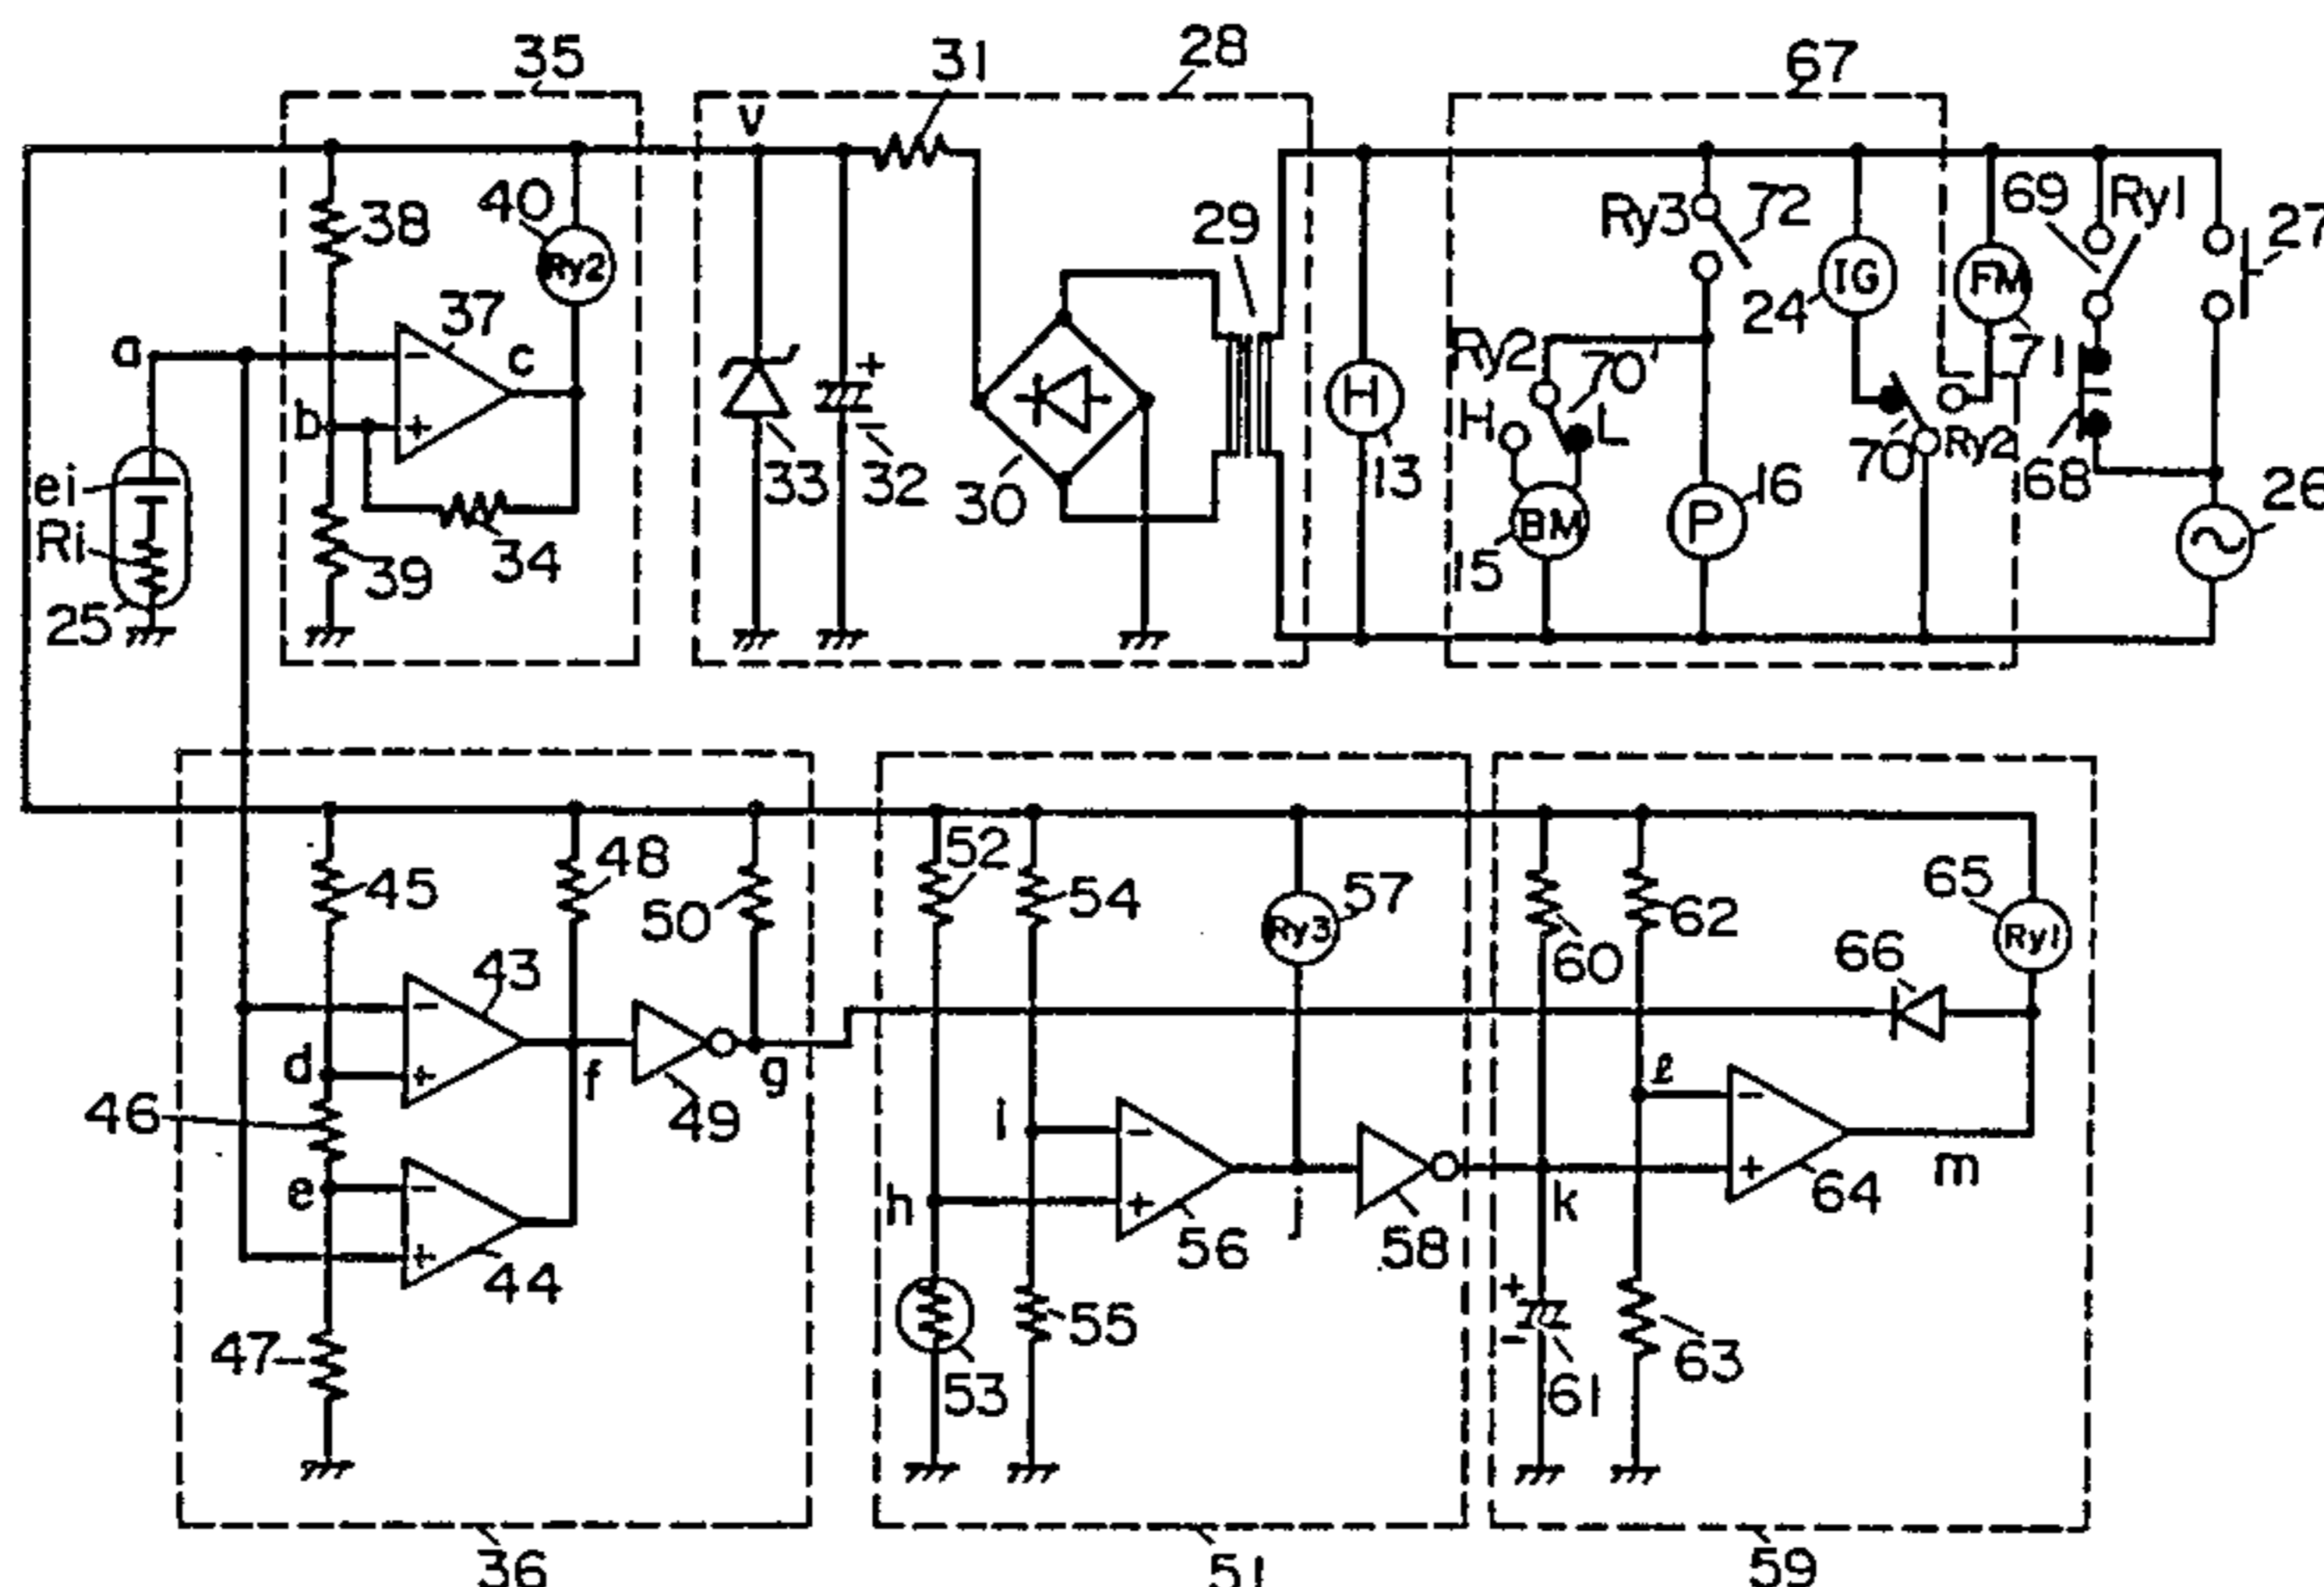 35
31
28
67
v
40
Ry2
38
37
a
c
b
ei
Ri
25
39
34
33
+
-
32
30
29
H
13
Ry3
72
Ry2
70'
H
L
BM
15
P
16
IG
24
FM
71
70
Ry2
69
Ry1
68
27
26
-
+
45
48
50
43
d
46
e
f
49
g
44
47
-
+
-
+
36
52
54
Ry3
57
i
h
-
+
56
j
58
53
55
51
60
62
65
Ry1
66
ℓ
-
+
64
k
m
+
-
61
63
59